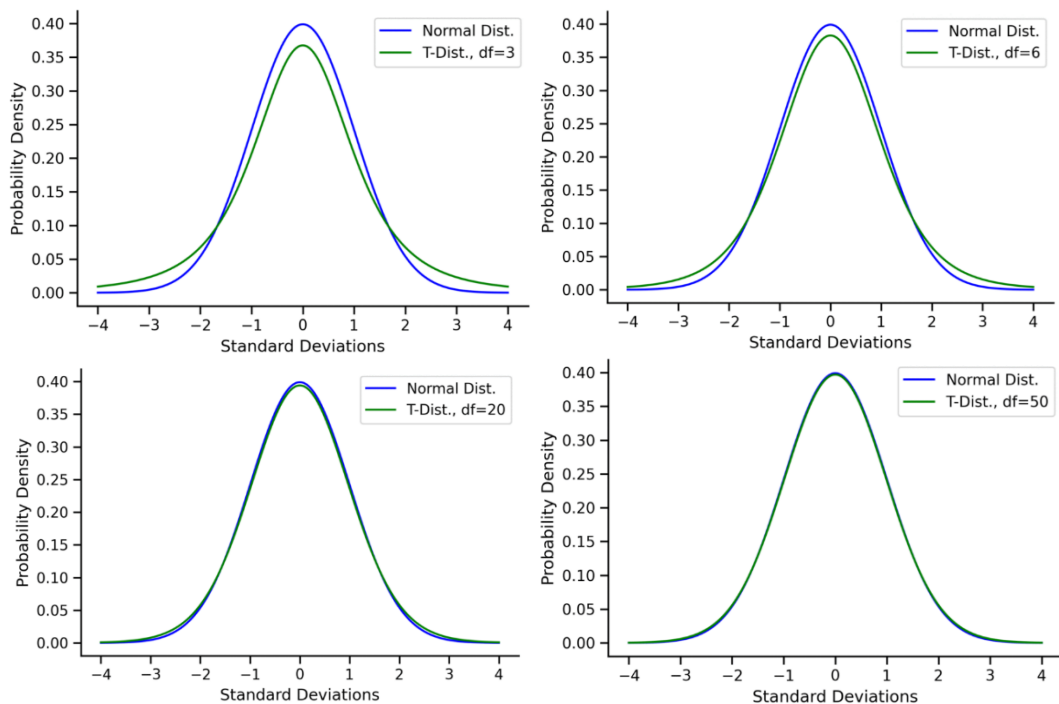 Normal Dist.
T-Dist., df=3
Probability Density
0.40
0.35
0.30
0.25
0.20
0.15
0.10
0.05
0.00
−4 −3 −2 −1 0 1 2 3 4
Standard Deviations
Normal Dist.
T-Dist., df=6
Probability Density
0.40
0.35
0.30
0.25
0.20
0.15
0.10
0.05
0.00
−4 −3 −2 −1 0 1 2 3 4
Standard Deviations
Normal Dist.
T-Dist., df=20
Probability Density
0.40
0.35
0.30
0.25
0.20
0.15
0.10
0.05
0.00
−4 −3 −2 −1 0 1 2 3 4
Standard Deviations
Normal Dist.
T-Dist., df=50
Probability Density
0.40
0.35
0.30
0.25
0.20
0.15
0.10
0.05
0.00
−4 −3 −2 −1 0 1 2 3 4
Standard Deviations